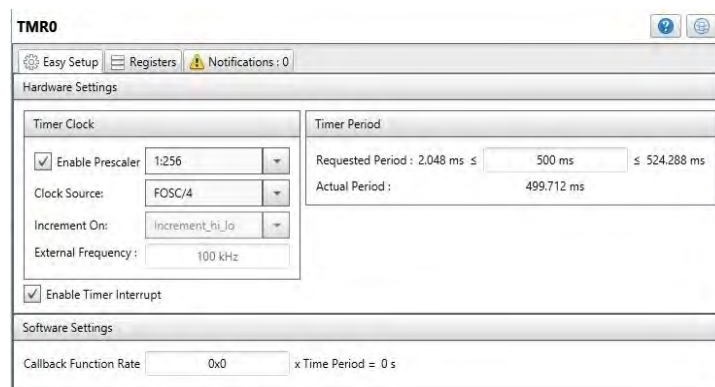 TMR0
Easy Setup Registers Notifications : 0
Hardware Settings
Timer Clock
Enable Prescaler 1:256
Clock Source: FOSC/4
Increment On: Increment_hi_lo
External Frequency : 100 kHz
Enable Timer Interrupt
Timer Period
Requested Period : 2.048 ms ≤ 500 ms ≤ 524.288 ms
Actual Period : 499.712 ms
Software Settings
Callback Function Rate 0x0 x Time Period = 0 s